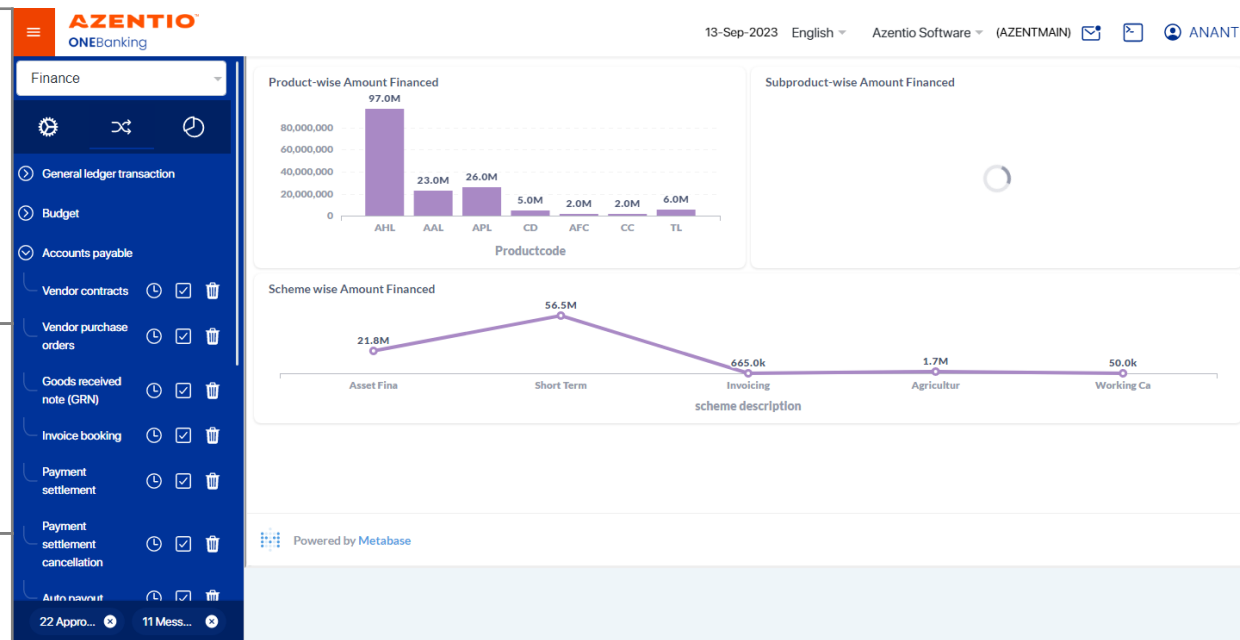 AZENTIO
ONEBanking
13-Sep-2023 English Azentio Software (AZENTMAIN) ANANT
Finance
General ledger transaction
Budget
Accounts payable
Vendor contracts
Vendor purchase
orders
Goods received
note (GRN)
Invoice booking
Payment
settlement
Payment
settlement
cancellation
Auto payout
22 Appro... 11 Mess...
Product-wise Amount Financed
97.0M
80,000,000
60,000,000
40,000,000
20,000,000
0
23.0M 26.0M 5.0M 2.0M 2.0M 6.0M
AHL AAL APL CD AFC CC TL
Productcode
Subproduct-wise Amount Financed
Scheme wise Amount Financed
21.8M 56.5M 665.0k 1.7M 50.0k
Asset Fina Short Term Invoicing Agricultur Working Ca
scheme description
Powered by Metabase